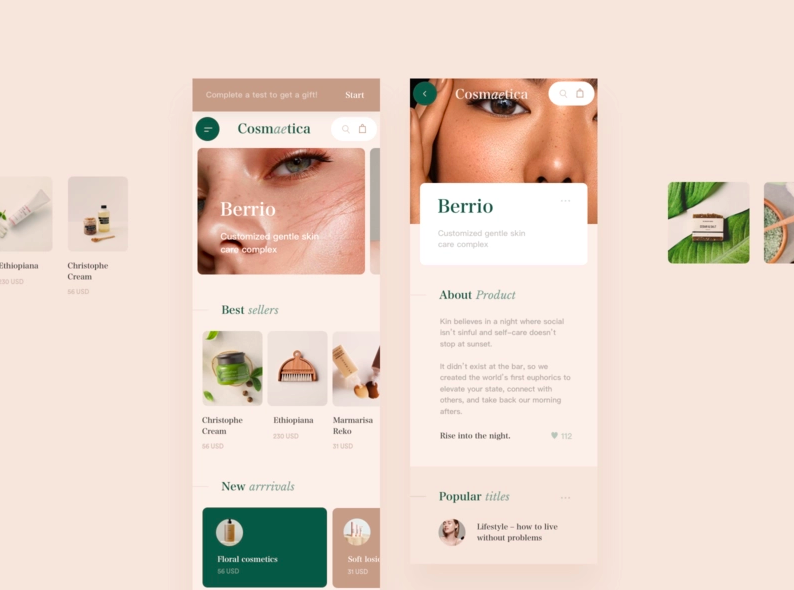 Complete a test to get a gift!
Start
Cosmaetica
Berrio
Customized gentle skin
care complex
Best sellers
Christophe
Cream
66 USD
Ethiopiana
230 USD
Marmarisa
Reko
31 USD
New arrrivals
Floral cosmetics
66 USD
Soft losi
31 USD
Cosmaetica
Berrio
Customized gentle skin
care complex
About Product
Kin believes in a night where social
isn't sinful and self-care doesn't
stop at sunset.
It didn't exist at the bar, so we
created the world's first euphorics to
elevate your state, connect with
others, and take back our morning
afters.
Rise into the night.
112
Popular titles
Lifestyle – how to live
without problems
Ethiopiana
230 USD
Christophe
Cream
66 USD